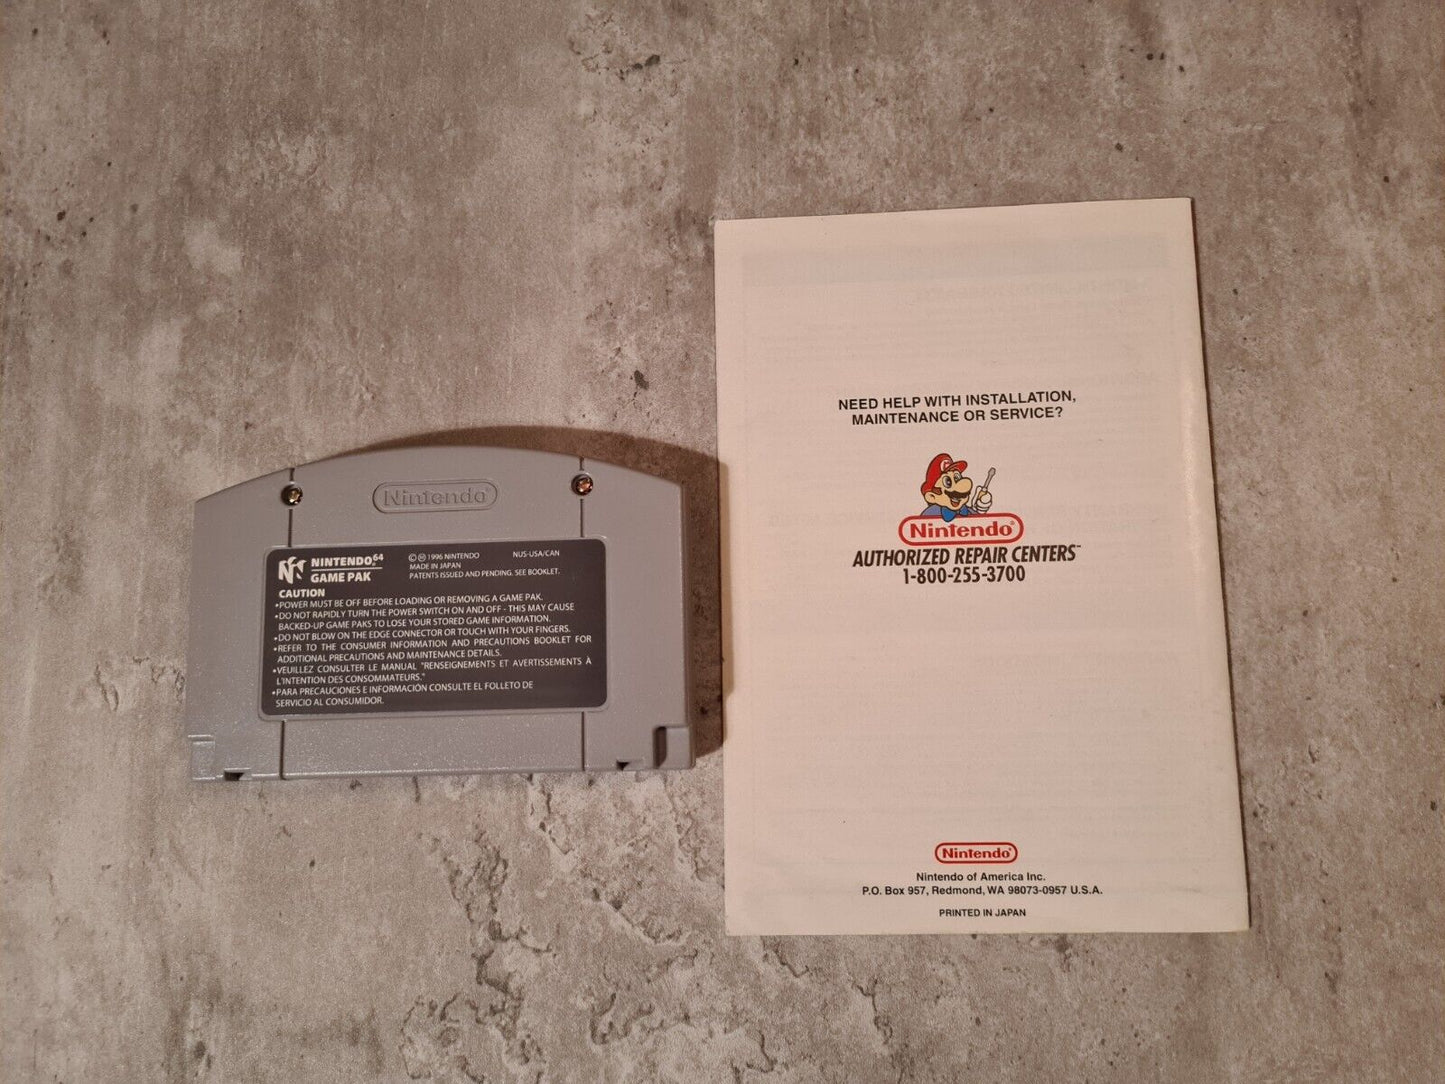 Nintendo
NINTENDO64
GAME PAK
©Ⓜ 1996 NINTENDO NUS-USA/CAN
MADE IN JAPAN
PATENTS ISSUED AND PENDING. SEE BOOKLET.
CAUTION
•POWER MUST BE OFF BEFORE LOADING OR REMOVING A GAME PAK.
•DO NOT RAPIDLY TURN THE POWER SWITCH ON AND OFF - THIS MAY CAUSE
BACKED-UP GAME PAKS TO LOSE YOUR STORED GAME INFORMATION.
•DO NOT BLOW ON THE EDGE CONNECTOR OR TOUCH WITH YOUR FINGERS.
•REFER TO THE CONSUMER INFORMATION AND PRECAUTIONS BOOKLET FOR
ADDITIONAL PRECAUTIONS AND MAINTENANCE DETAILS.
•VEUILLEZ CONSULTER LE MANUAL "RENSEIGNEMENTS ET AVERTISSEMENTS À
L'INTENTION DES CONSOMMATEURS."
•PARA PRECAUCIONES E INFORMACIÓN CONSULTE EL FOLLETO DE
SERVICIO AL CONSUMIDOR.
NEED HELP WITH INSTALLATION,
MAINTENANCE OR SERVICE?
Nintendo®
AUTHORIZED REPAIR CENTERS™
1-800-255-3700
Nintendo®
Nintendo of America Inc.
P.O. Box 957, Redmond, WA 98073-0957 U.S.A.
PRINTED IN JAPAN